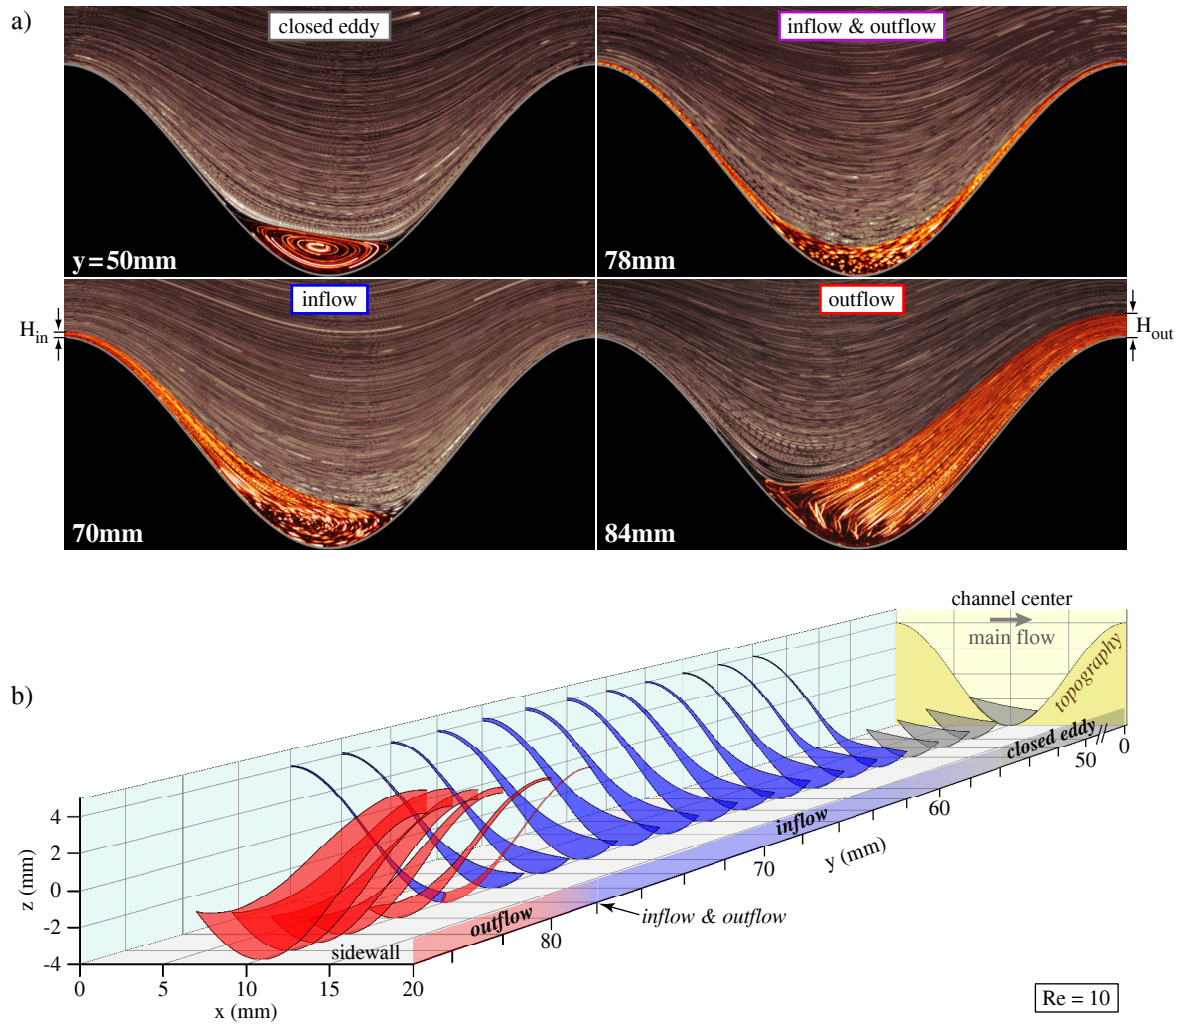 a)
closed eddy
inflow & outflow
y = 50mm
78mm
inflow
outflow
H_in
H_out
70mm
84mm
b)
channel center
main flow
topography
closed eddy
50
0
60
inflow
y (mm)
70
inflow & outflow
80
outflow
sidewall
z (mm)
4
2
0
-2
-4
0
5
10
15
20
x (mm)
Re = 10